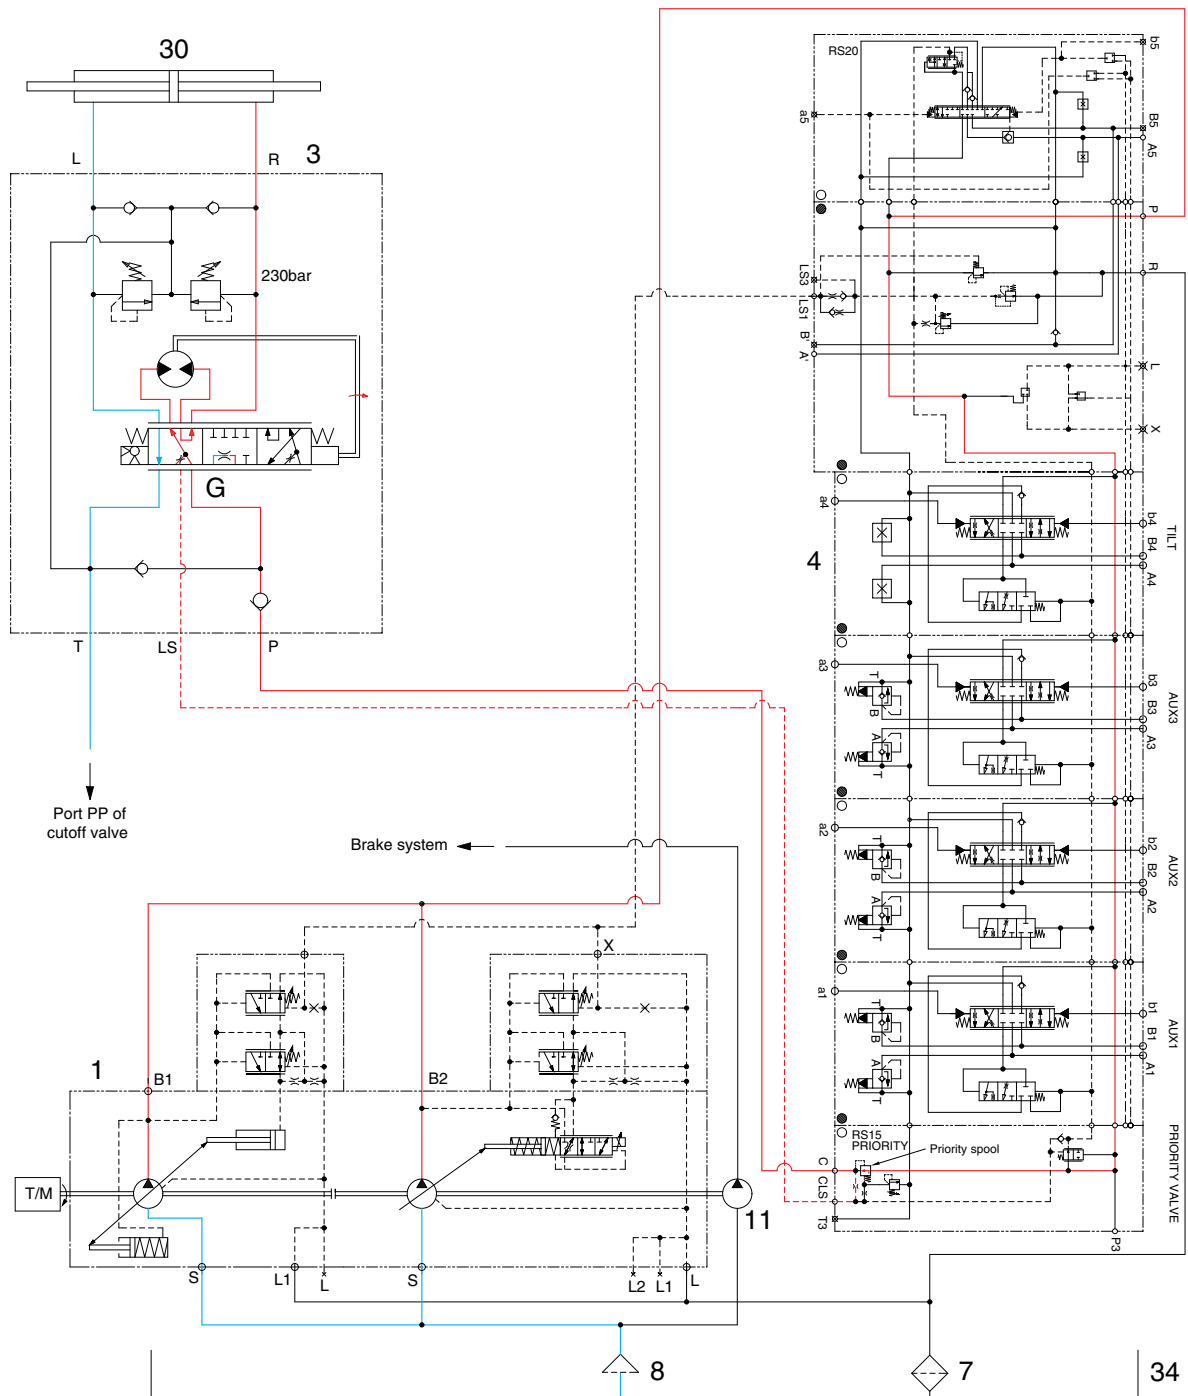 30
L
R
3
230bar
G
T
LS
P
Port PP of
cutoff valve
Brake system
X
1
B1
B2
T/M
11
S
L1
L
S
L2
L1
L
8
7
34
RS20
b5
a5
B5
A5
P
R
LS3
LS1
B'
A'
L
X
4
a4
b4
B4
A4
TILT
a3
b3
B3
A3
AUX3
T
B
A
T
a2
b2
B2
A2
AUX2
B
A
T
a1
b1
B1
A1
AUX1
T
B
A
T
RS15
PRIORITY
Priority spool
C
CLS
T3
P3
PRIORITY VALVE